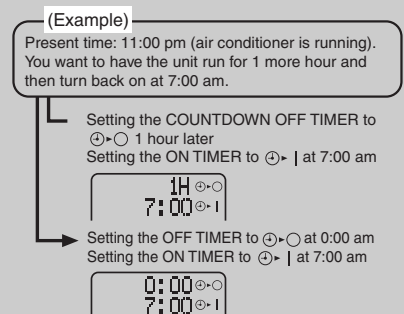 (Example)
Present time: 11:00 pm (air conditioner is running).
You want to have the unit run for 1 more hour and
then turn back on at 7:00 am.
Setting the COUNTDOWN OFF TIMER to
🕘▸○ 1 hour later
Setting the ON TIMER to 🕘▸ | at 7:00 am
1H 🕘▸○
7:00 🕘▸ I
Setting the OFF TIMER to 🕘▸○ at 0:00 am
Setting the ON TIMER to 🕘▸ | at 7:00 am
0:00 🕘▸○
7:00 🕘▸ I